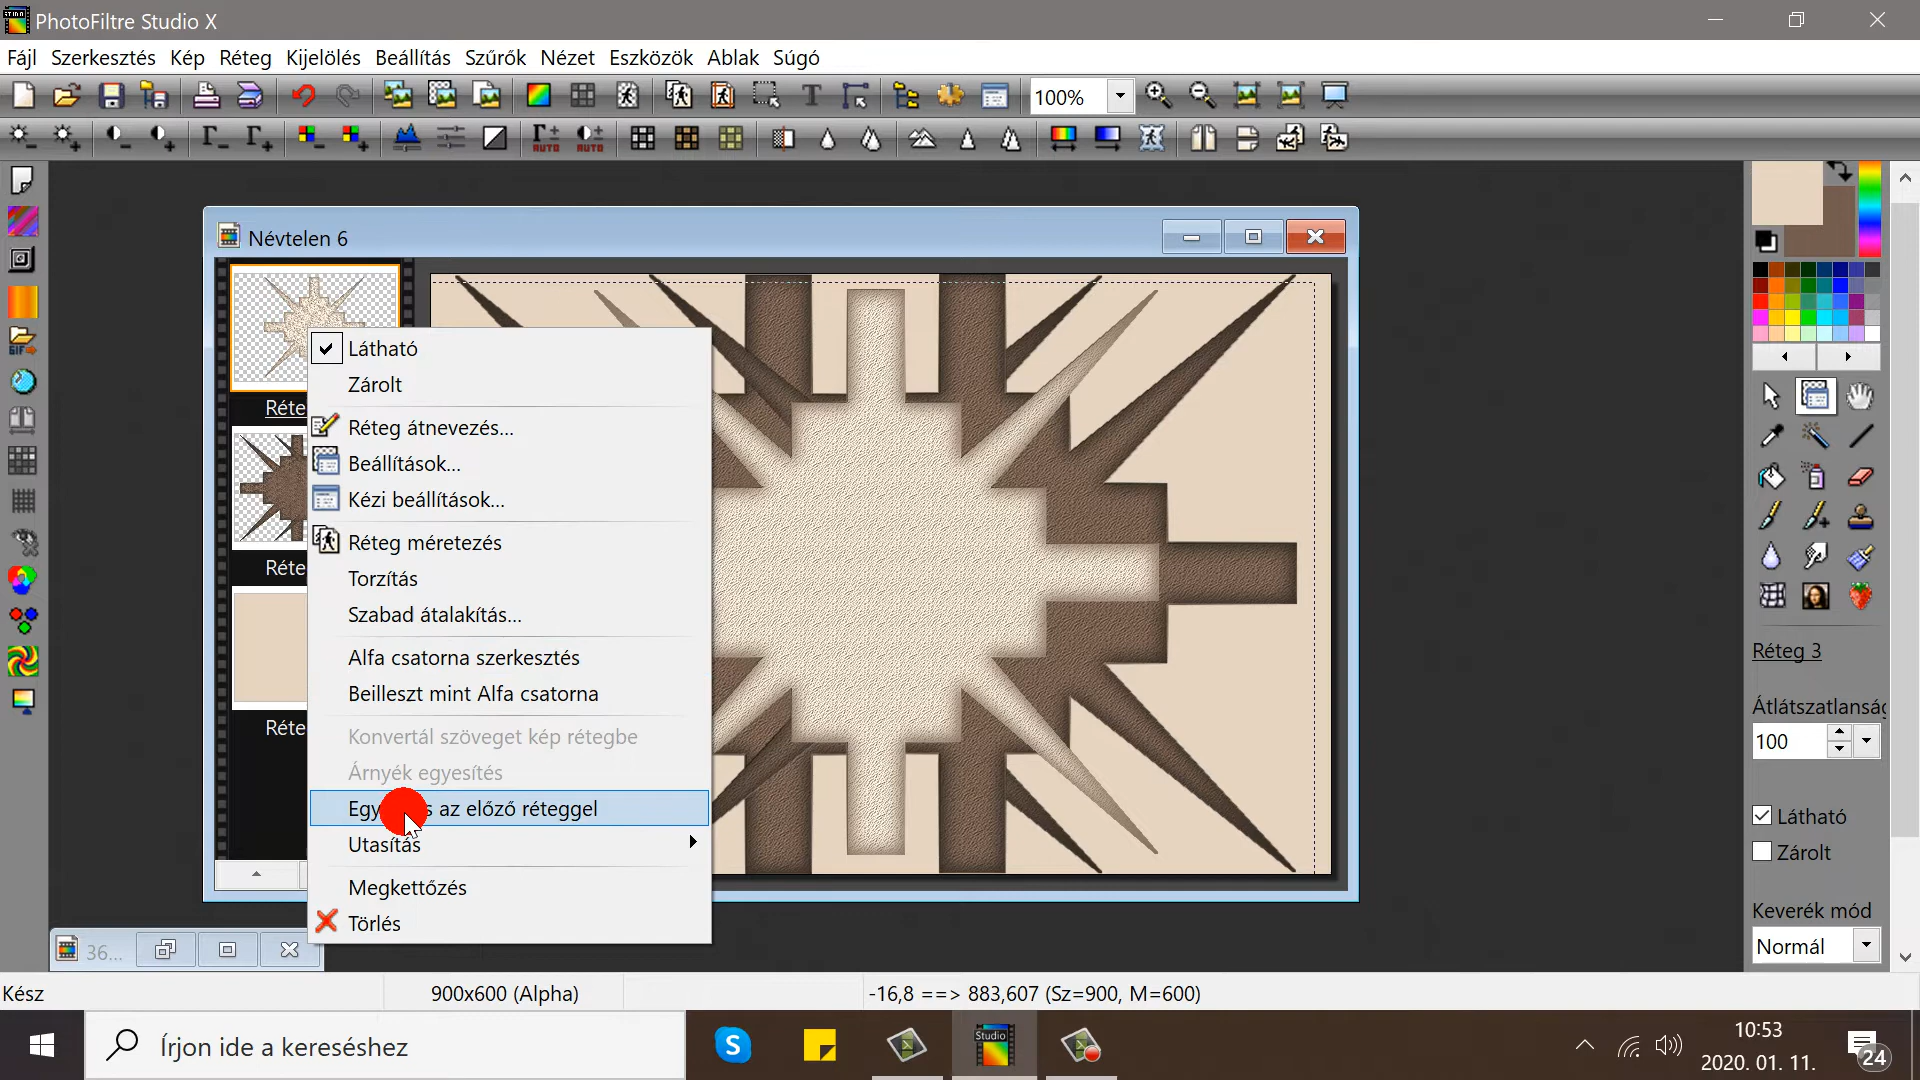 PhotoFiltre Studio X
Fájl Szerkesztés Kép Réteg Kijelölés Beállítás Szűrők Nézet Eszközök Ablak Súgó
100%
AUTO AUTO
Névtelen 6
Látható
Zárolt
Réteg átnevezés...
Beállítások...
Kézi beállítások...
Réteg méretezés
Torzítás
Szabad átalakítás...
Alfa csatorna szerkesztés
Beilleszt mint Alfa csatorna
Konvertál szöveget kép rétegbe
Árnyék egyesítés
az előző réteggel
Utasítás
Megkettőzés
Törlés
Réte
Réte
Réte
Réteg 3
Átlátszatlanság
100
Látható
Zárolt
Keverék mód
Normál
36...
Kész
900x600 (Alpha)
-16,8 ==> 883,607 (Sz=900, M=600)
Írjon ide a kereséshez
Studio
10:53
2020. 01. 11.
24